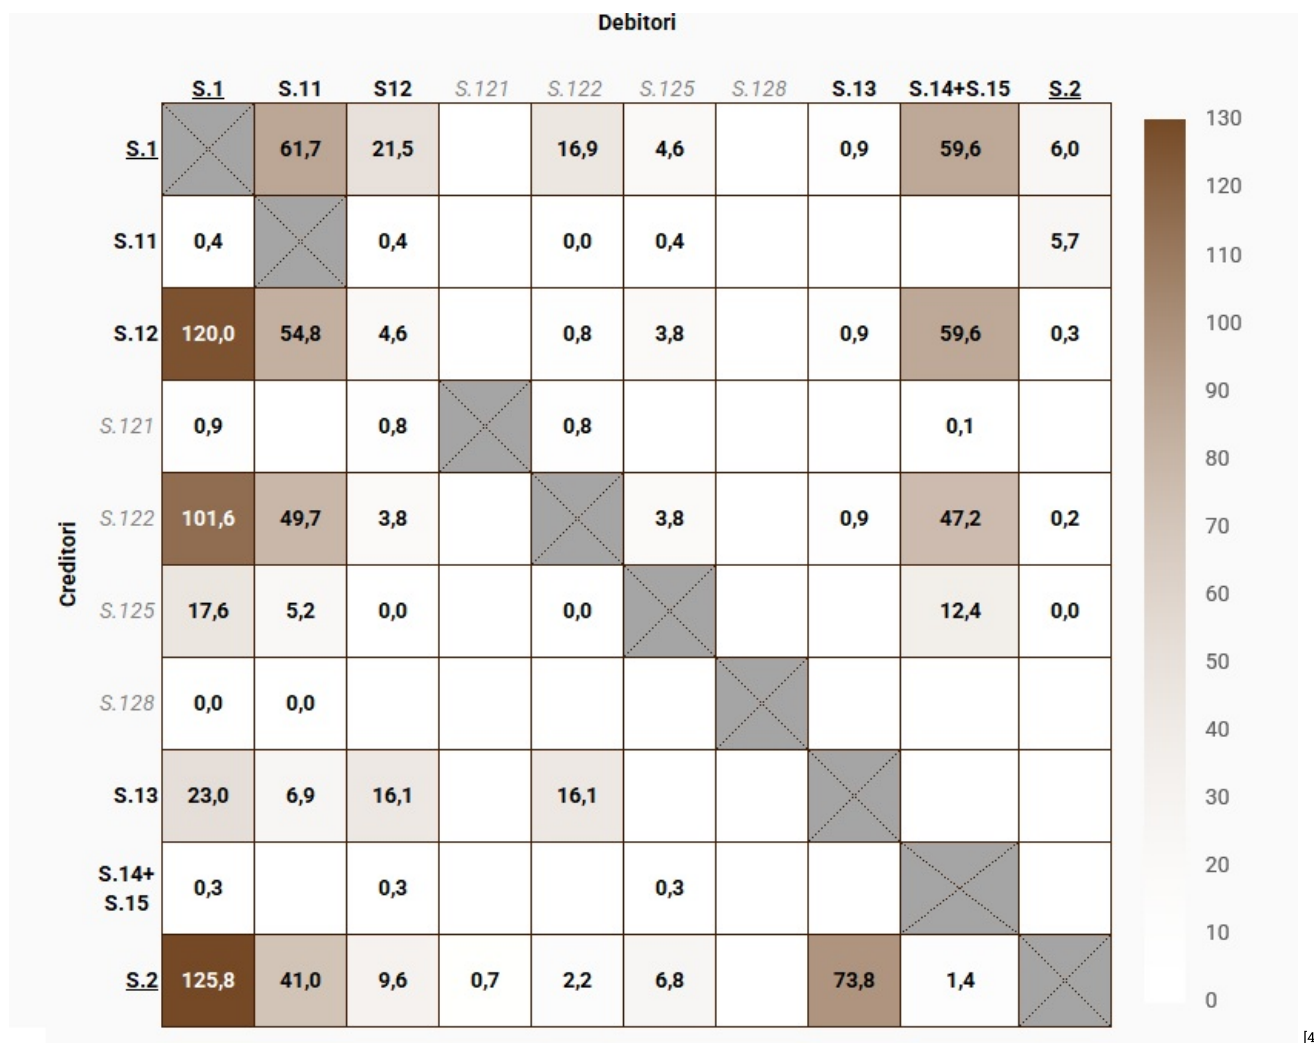 Debitori
S.1 S.11 S12 S.121 S.122 S.125 S.128 S.13 S.14+S.15 S.2
S.1 61,7 21,5 16,9 4,6 0,9 59,6 6,0
S.11 0,4 0,4 0,0 0,4 5,7
S.12 120,0 54,8 4,6 0,8 3,8 0,9 59,6 0,3
S.121 0,9 0,8 0,8 0,1
S.122 101,6 49,7 3,8 3,8 0,9 47,2 0,2
S.125 17,6 5,2 0,0 0,0 12,4 0,0
S.128 0,0 0,0
S.13 23,0 6,9 16,1 16,1
S.14+
S.15 0,3 0,3 0,3
S.2 125,8 41,0 9,6 0,7 2,2 6,8 73,8 1,4
Creditori
130
120
110
100
90
80
70
60
50
40
30
20
10
0
[4